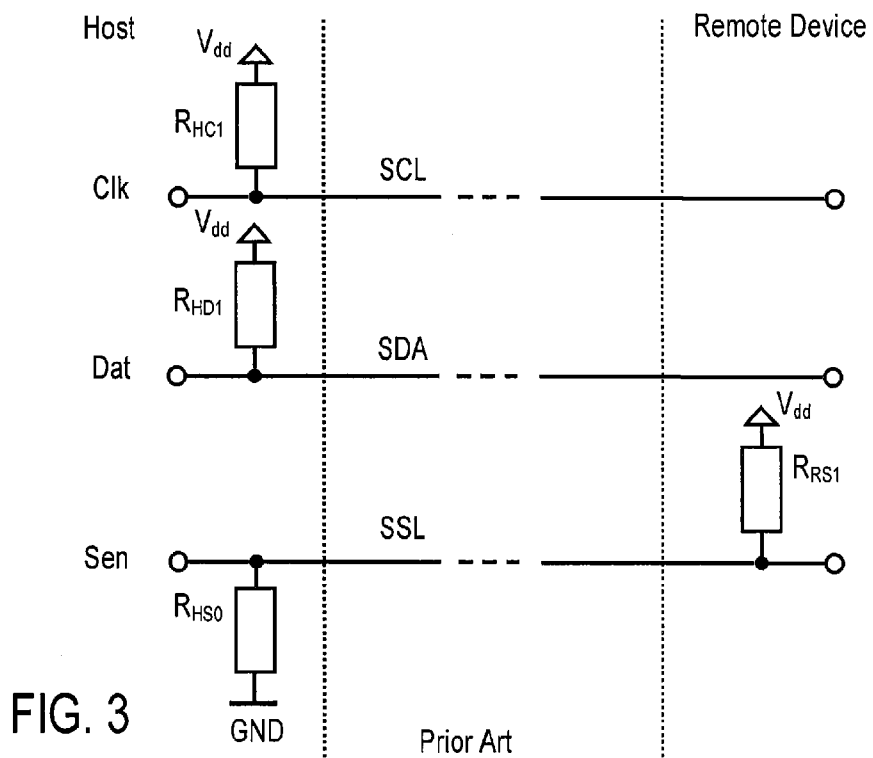 Host
Remote Device
Vdd
RHC1
Clk
SCL
Vdd
RHD1
Dat
SDA
Vdd
RRS1
Sen
SSL
RHS0
GND
FIG. 3
Prior Art